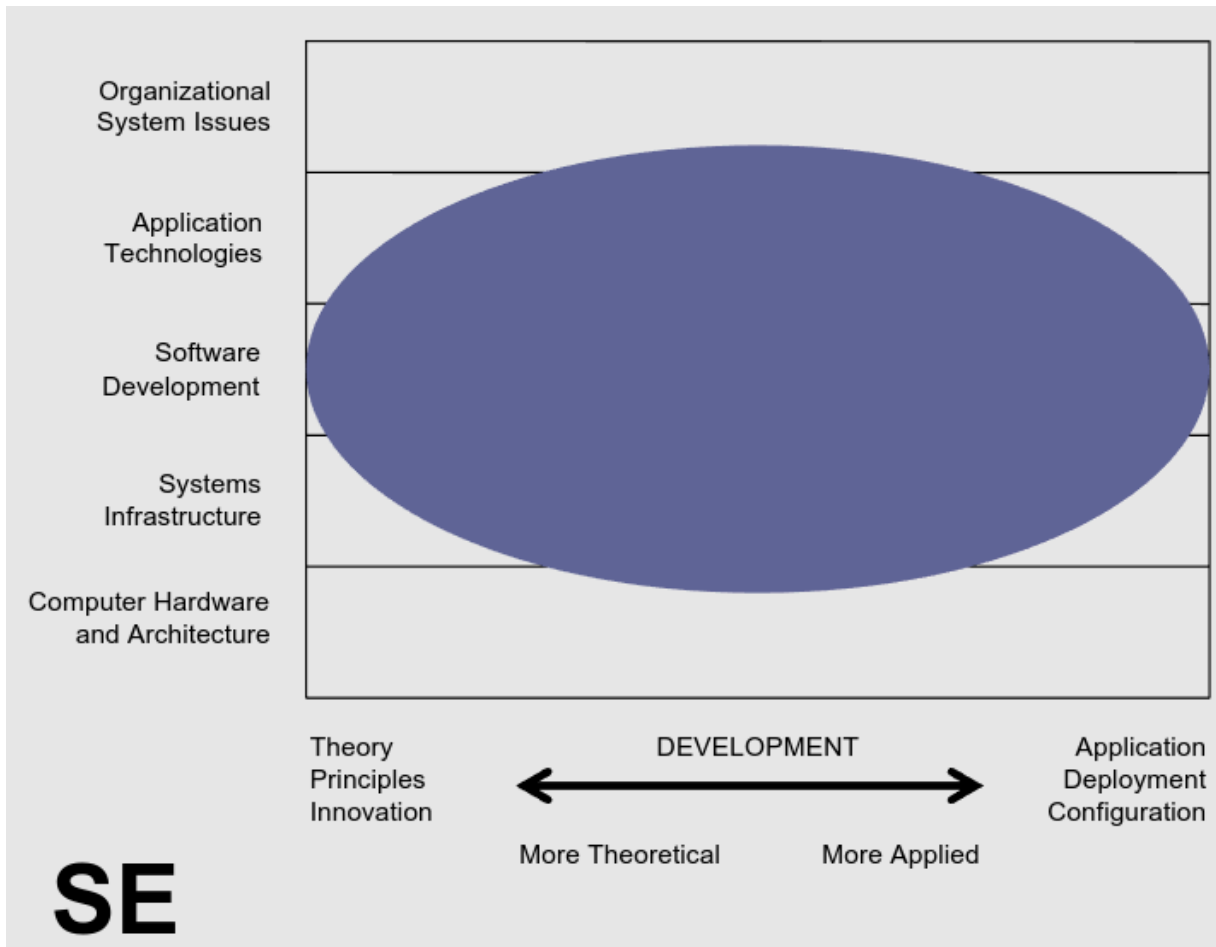 Organizational
System Issues
Application
Technologies
Software
Development
Systems
Infrastructure
Computer Hardware
and Architecture
Theory
Principles
Innovation
DEVELOPMENT
More Theoretical
More Applied
Application
Deployment
Configuration
SE